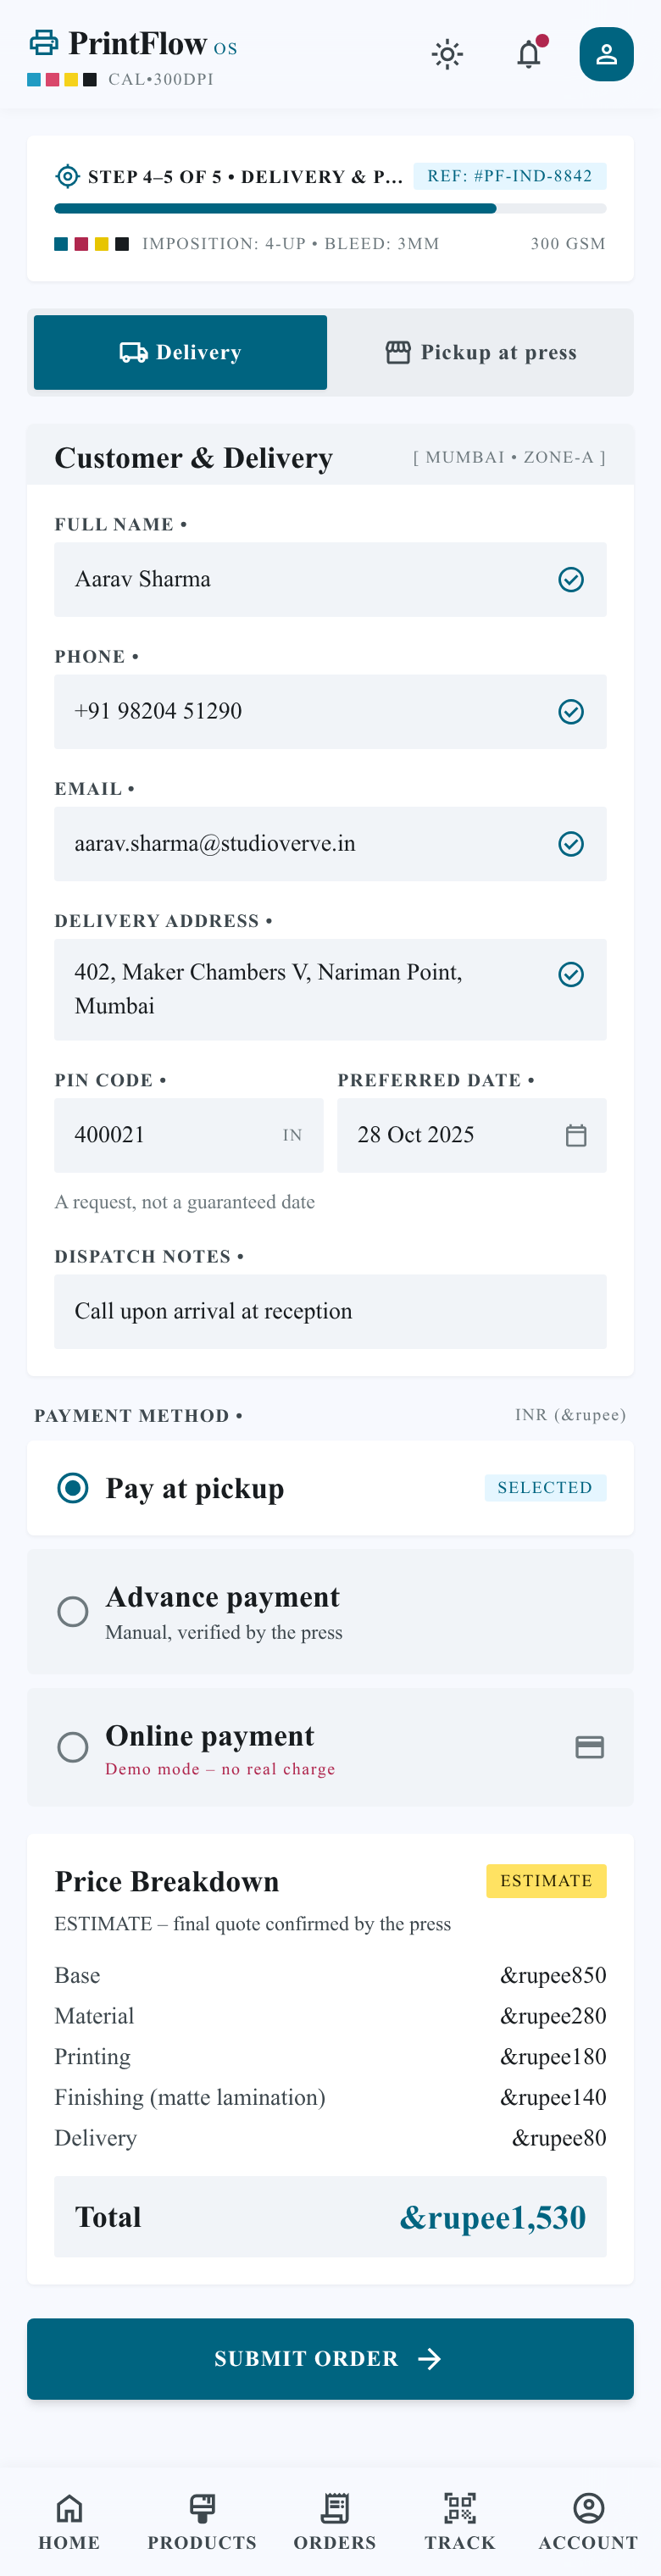 PrintFlow OS
CAL•300DPI
STEP 4–5 OF 5 • DELIVERY & P...
REF: #PF-IND-8842
IMPOSITION: 4-UP • BLEED: 3MM
300 GSM
Delivery
Pickup at press
Customer & Delivery
[ MUMBAI • ZONE-A ]
FULL NAME •
Aarav Sharma
PHONE •
+91 98204 51290
EMAIL •
aarav.sharma@studioverve.in
DELIVERY ADDRESS •
402, Maker Chambers V, Nariman Point,
Mumbai
PIN CODE •
PREFERRED DATE •
400021 IN
28 Oct 2025
A request, not a guaranteed date
DISPATCH NOTES •
Call upon arrival at reception
PAYMENT METHOD •
INR (&rupee)
Pay at pickup
SELECTED
Advance payment
Manual, verified by the press
Online payment
Demo mode – no real charge
Price Breakdown
ESTIMATE
ESTIMATE – final quote confirmed by the press
Base &rupee850
Material &rupee280
Printing &rupee180
Finishing (matte lamination) &rupee140
Delivery &rupee80
Total &rupee1,530
SUBMIT ORDER
HOME PRODUCTS ORDERS TRACK ACCOUNT